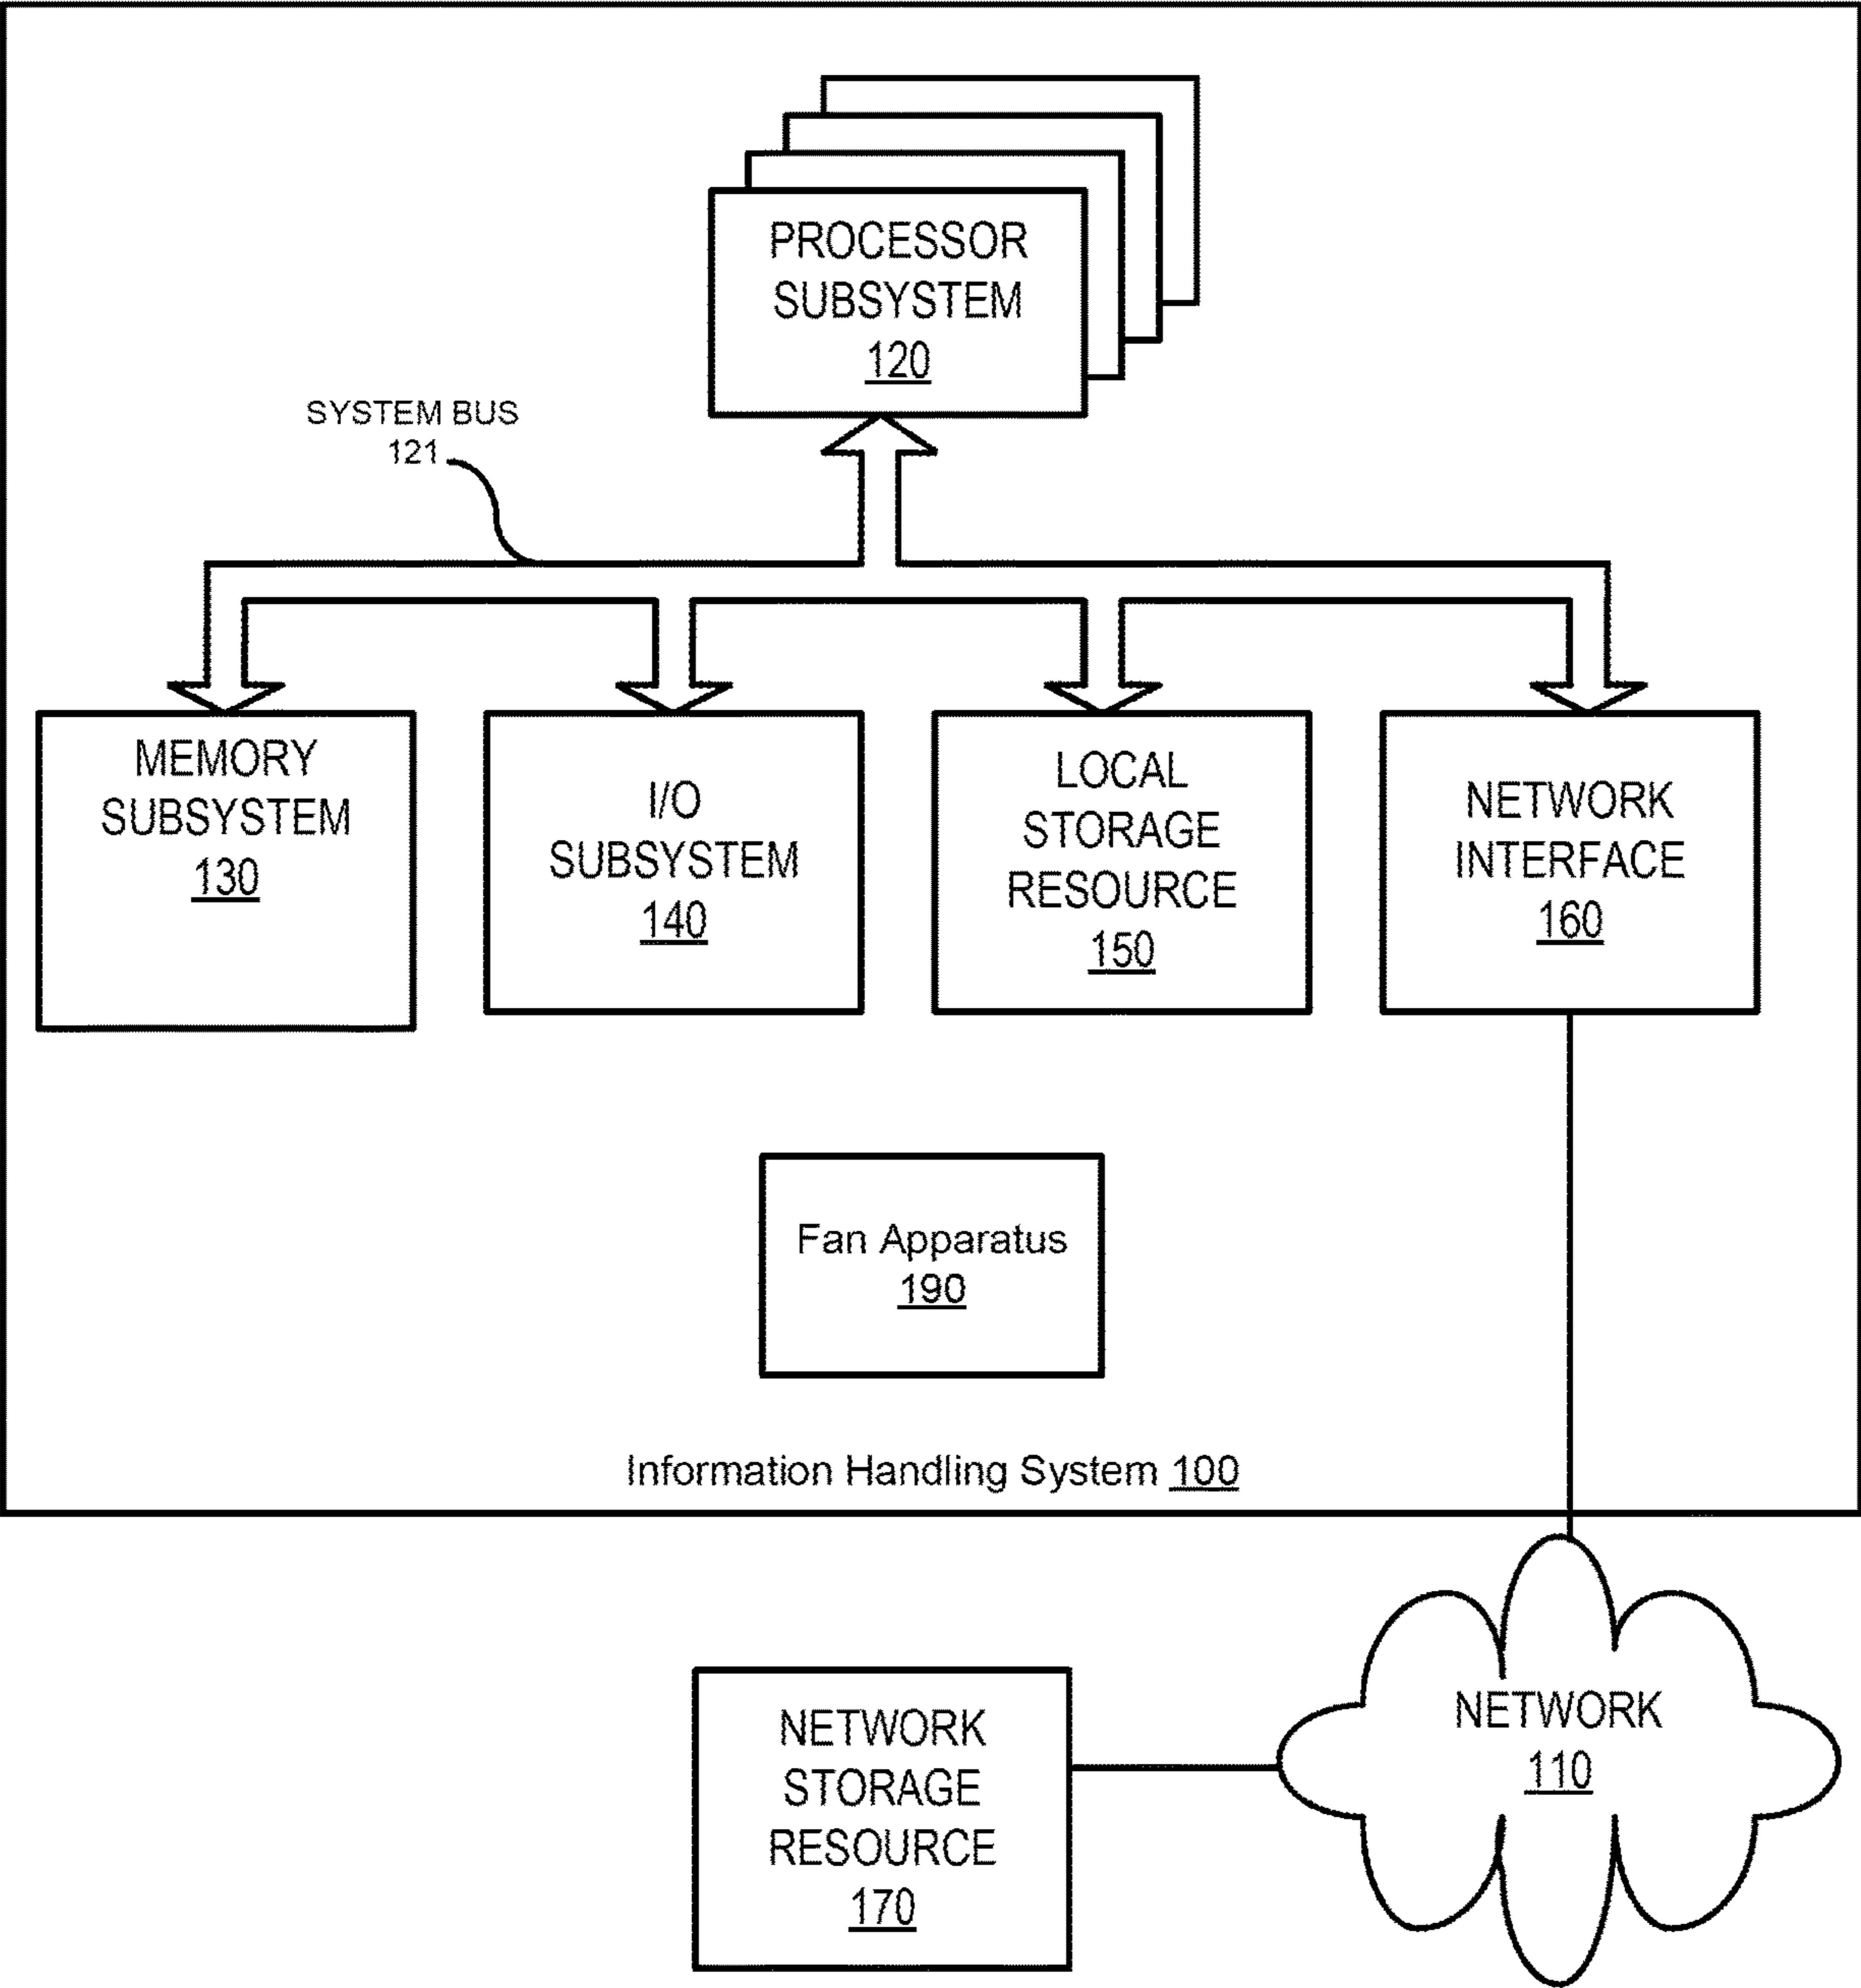 PROCESSOR
SUBSYSTEM
120
SYSTEM BUS
121
MEMORY
SUBSYSTEM
130
I/O
SUBSYSTEM
140
LOCAL
STORAGE
RESOURCE
150
NETWORK
INTERFACE
160
Fan Apparatus
190
Information Handling System 100
NETWORK
STORAGE
RESOURCE
170
NETWORK
110